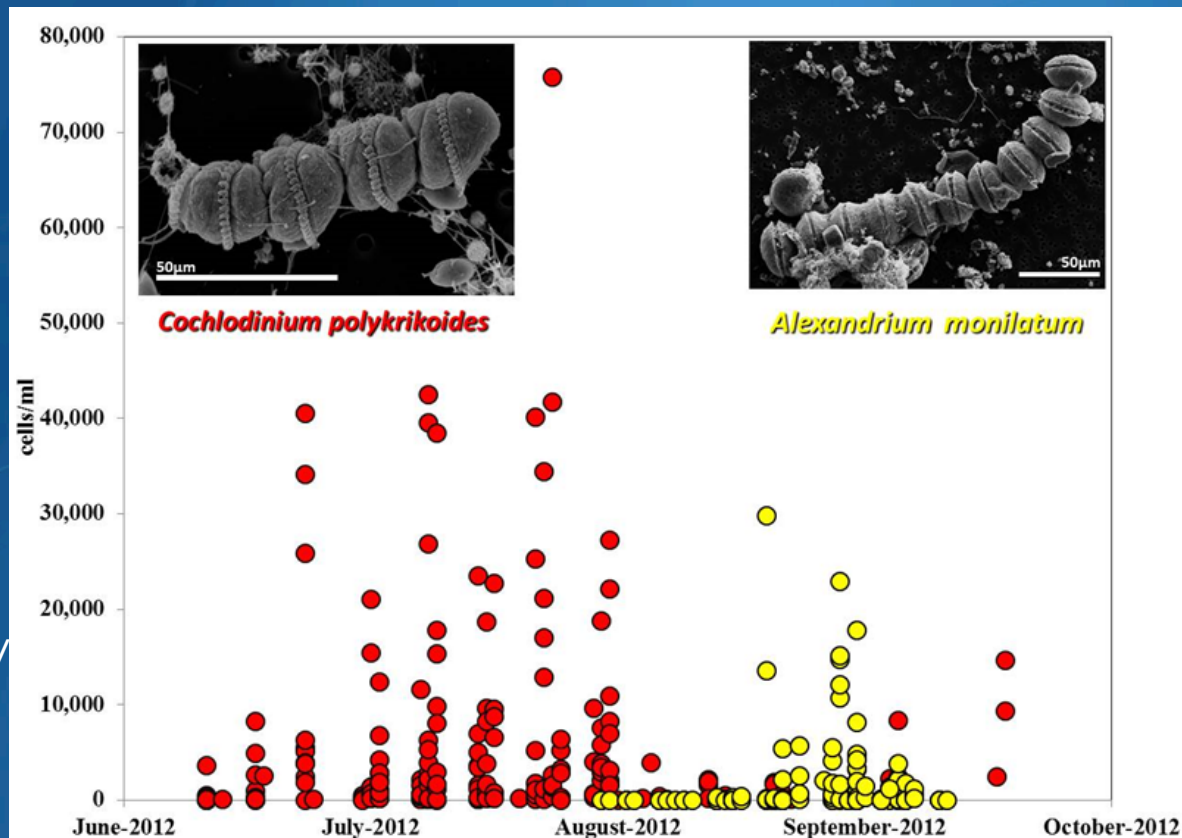 80,000
70,000
60,000
50,000
40,000
30,000
20,000
10,000
0
cells/ml
50µm
50µm
Cochlodinium polykrikoides
Alexandrium monilatum
June-2012
July-2012
August-2012
September-2012
October-2012